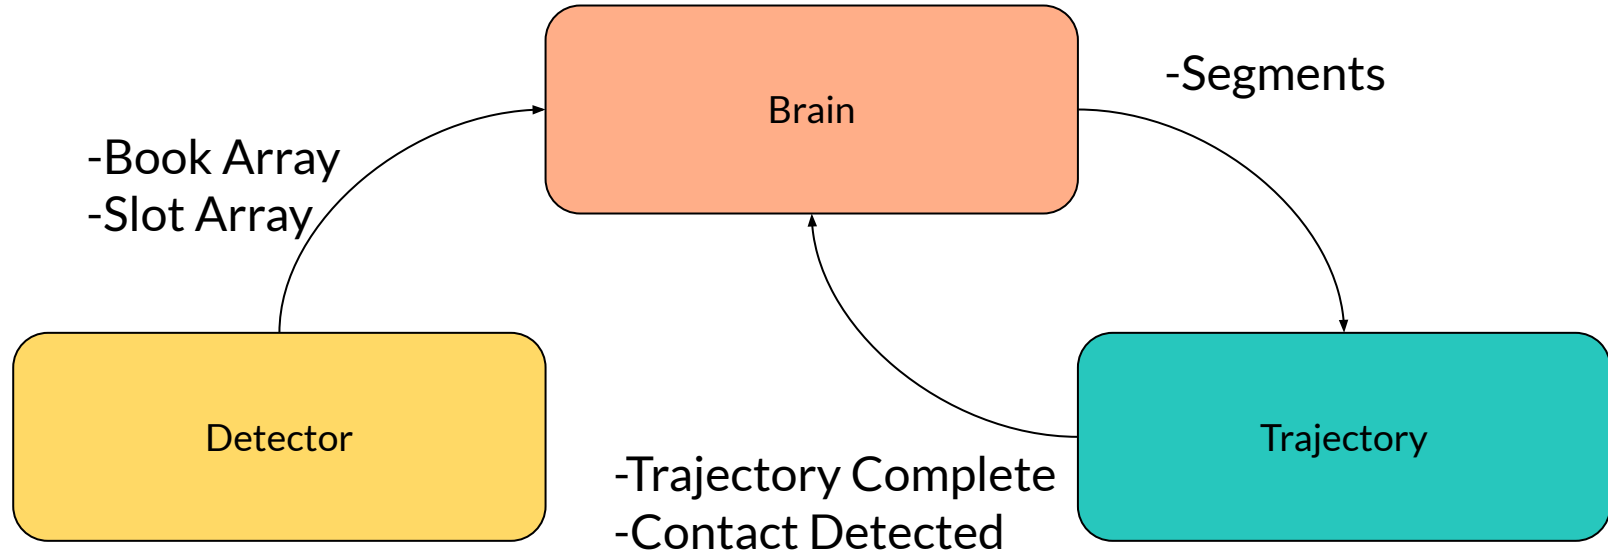 Brain
-Segments
-Book Array
-Slot Array
Detector
Trajectory
-Trajectory Complete
-Contact Detected